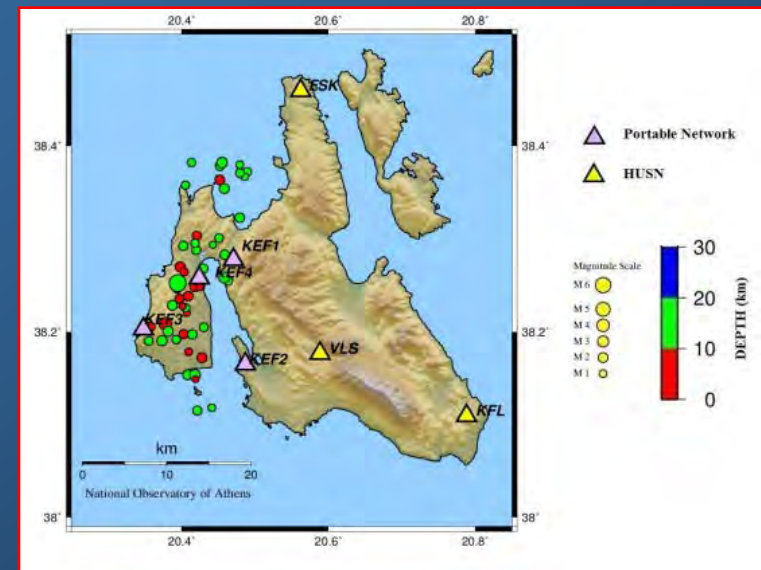 20.4° 20.6° 20.8°
ESK
38.4° 38.4°
Portable Network
HUSN
KEF1
KEF4
30
Magnitude Scale
M 6
20
KEF3
M 5
38.2° 38.2°
M 4
VLS
M 3
10
KEF2
M 2
M 1
0
DEPTH (km)
KFL
km
0 10 20
National Observatory of Athens
38° 38°
20.4° 20.6° 20.8°